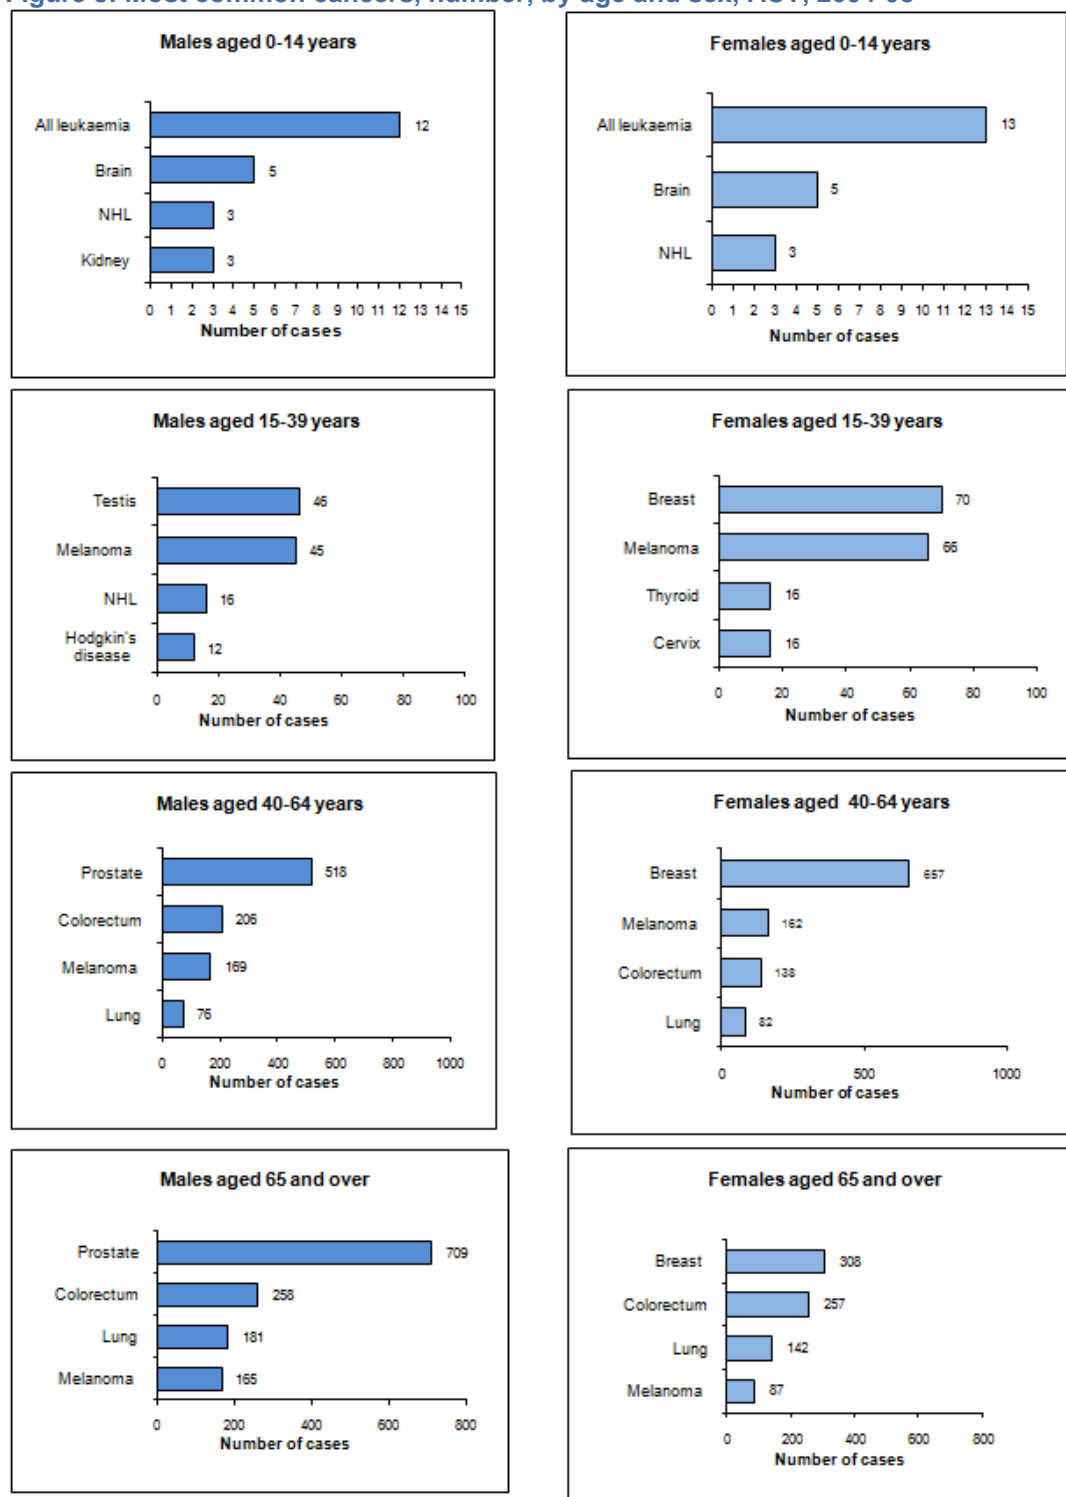 Most common cancers, number, by age and sex, ACT,
Males aged 0-14 years
All leukaemia 12
Brain 5
NHL 3
Kidney 3
0 1 2 3 4 5 6 7 8 9 10 11 12 13 14 15
Number of cases
Females aged 0-14 years
All leukaemia 13
Brain 5
NHL 3
0 1 2 3 4 5 6 7 8 9 10 11 12 13 14 15
Number of cases
Males aged 15-39 years
Testis 46
Melanoma 45
NHL 16
Hodgkin's
disease 12
0 20 40 60 80 100
Number of cases
Females aged 15-39 years
Breast 70
Melanoma 66
Thyroid 16
Cervix 16
0 20 40 60 80 100
Number of cases
Males aged 40-64 years
Prostate 518
Colorectum 206
Melanoma 169
Lung 76
0 200 400 600 800 1000
Number of cases
Females aged 40-64 years
Breast 657
Melanoma 162
Colorectum 138
Lung 82
0 500 1000
Number of cases
Males aged 65 and over
Prostate 709
Colorectum 258
Lung 181
Melanoma 165
0 200 400 600 800
Number of cases
Females aged 65 and over
Breast 308
Colorectum 257
Lung 142
Melanoma 87
0 200 400 600 800
Number of cases